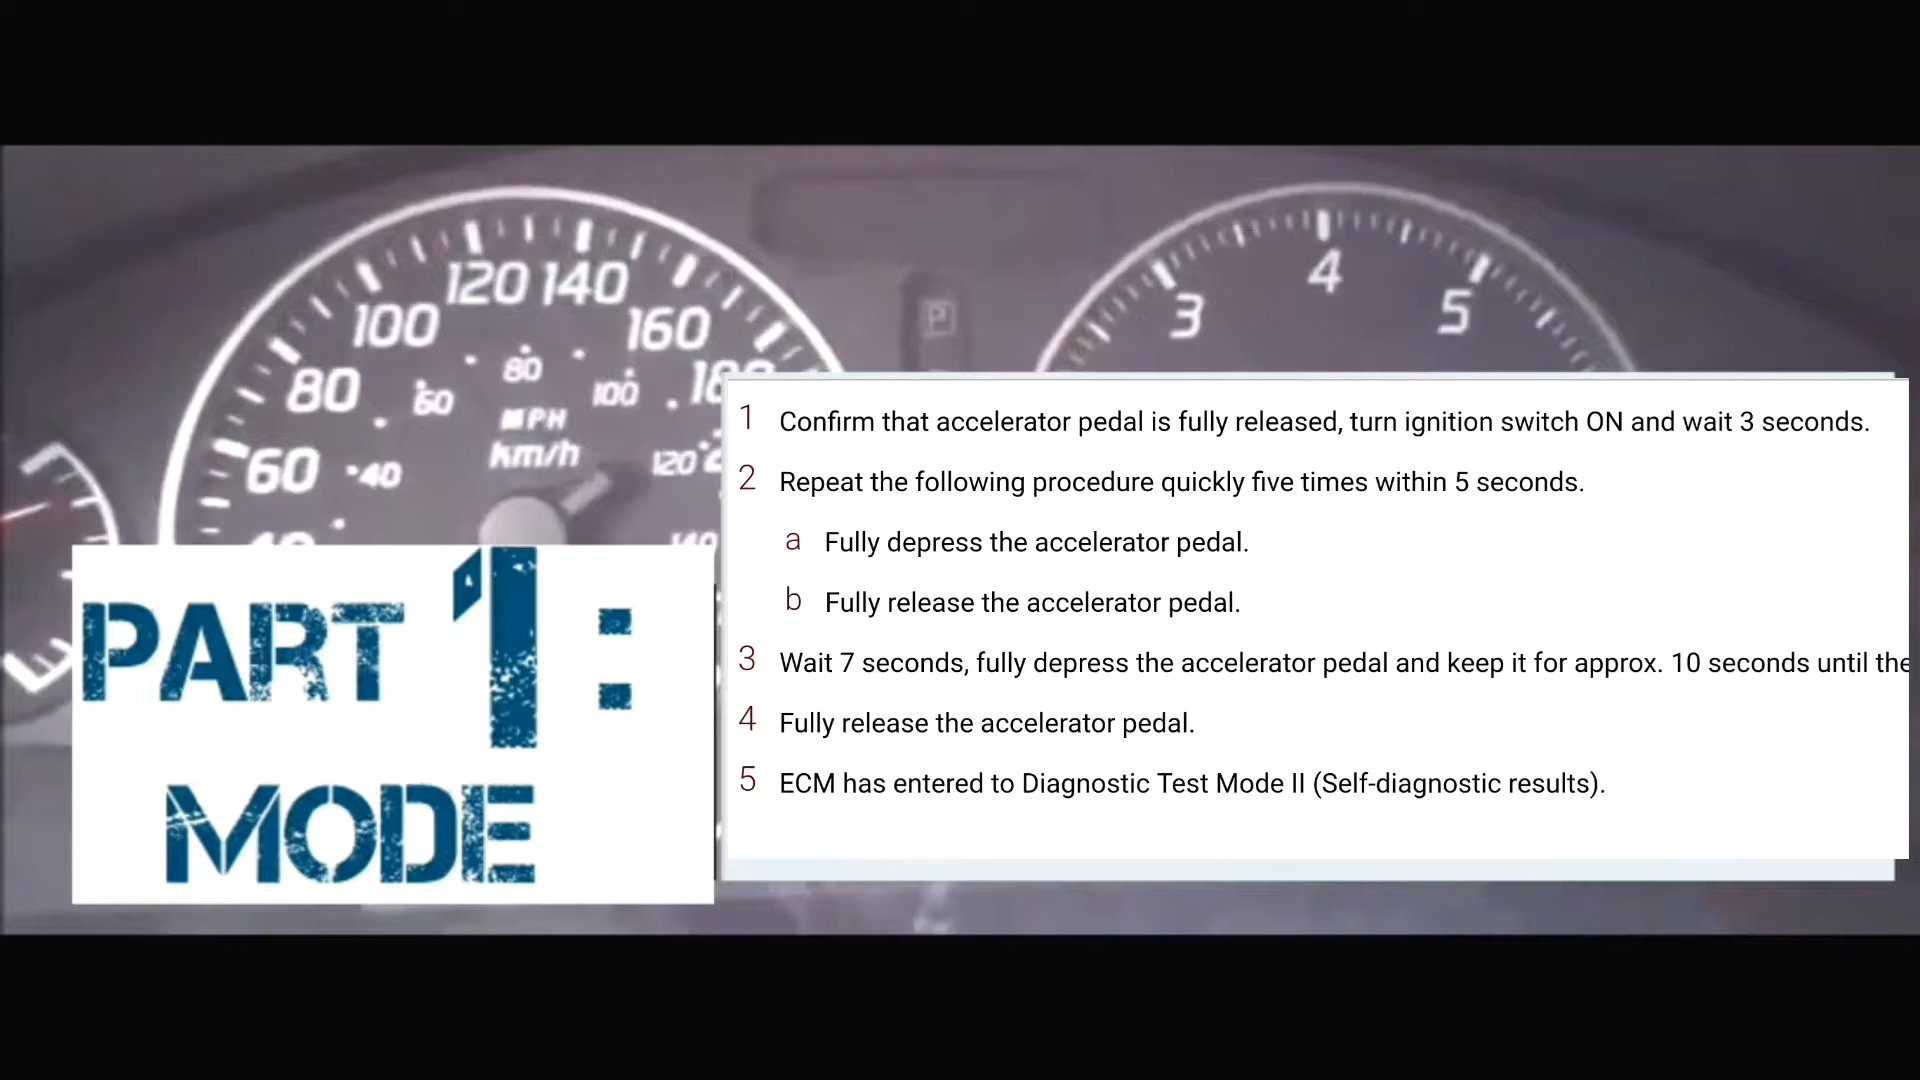 120 140
100
160
80
80
60
100
MPH
km/h
60
40
120
140
P
3
4
5
E
PART 1:
MODE
1 Confirm that accelerator pedal is fully released, turn ignition switch ON and wait 3 seconds.
2 Repeat the following procedure quickly five times within 5 seconds.
a Fully depress the accelerator pedal.
b Fully release the accelerator pedal.
3 Wait 7 seconds, fully depress the accelerator pedal and keep it for approx. 10 seconds until the
4 Fully release the accelerator pedal.
5 ECM has entered to Diagnostic Test Mode II (Self-diagnostic results).